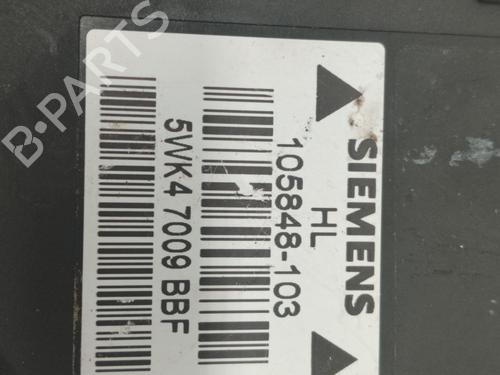 SIEMENS
HL
105848-103
5WK4 7009 BBF
B-PARTS